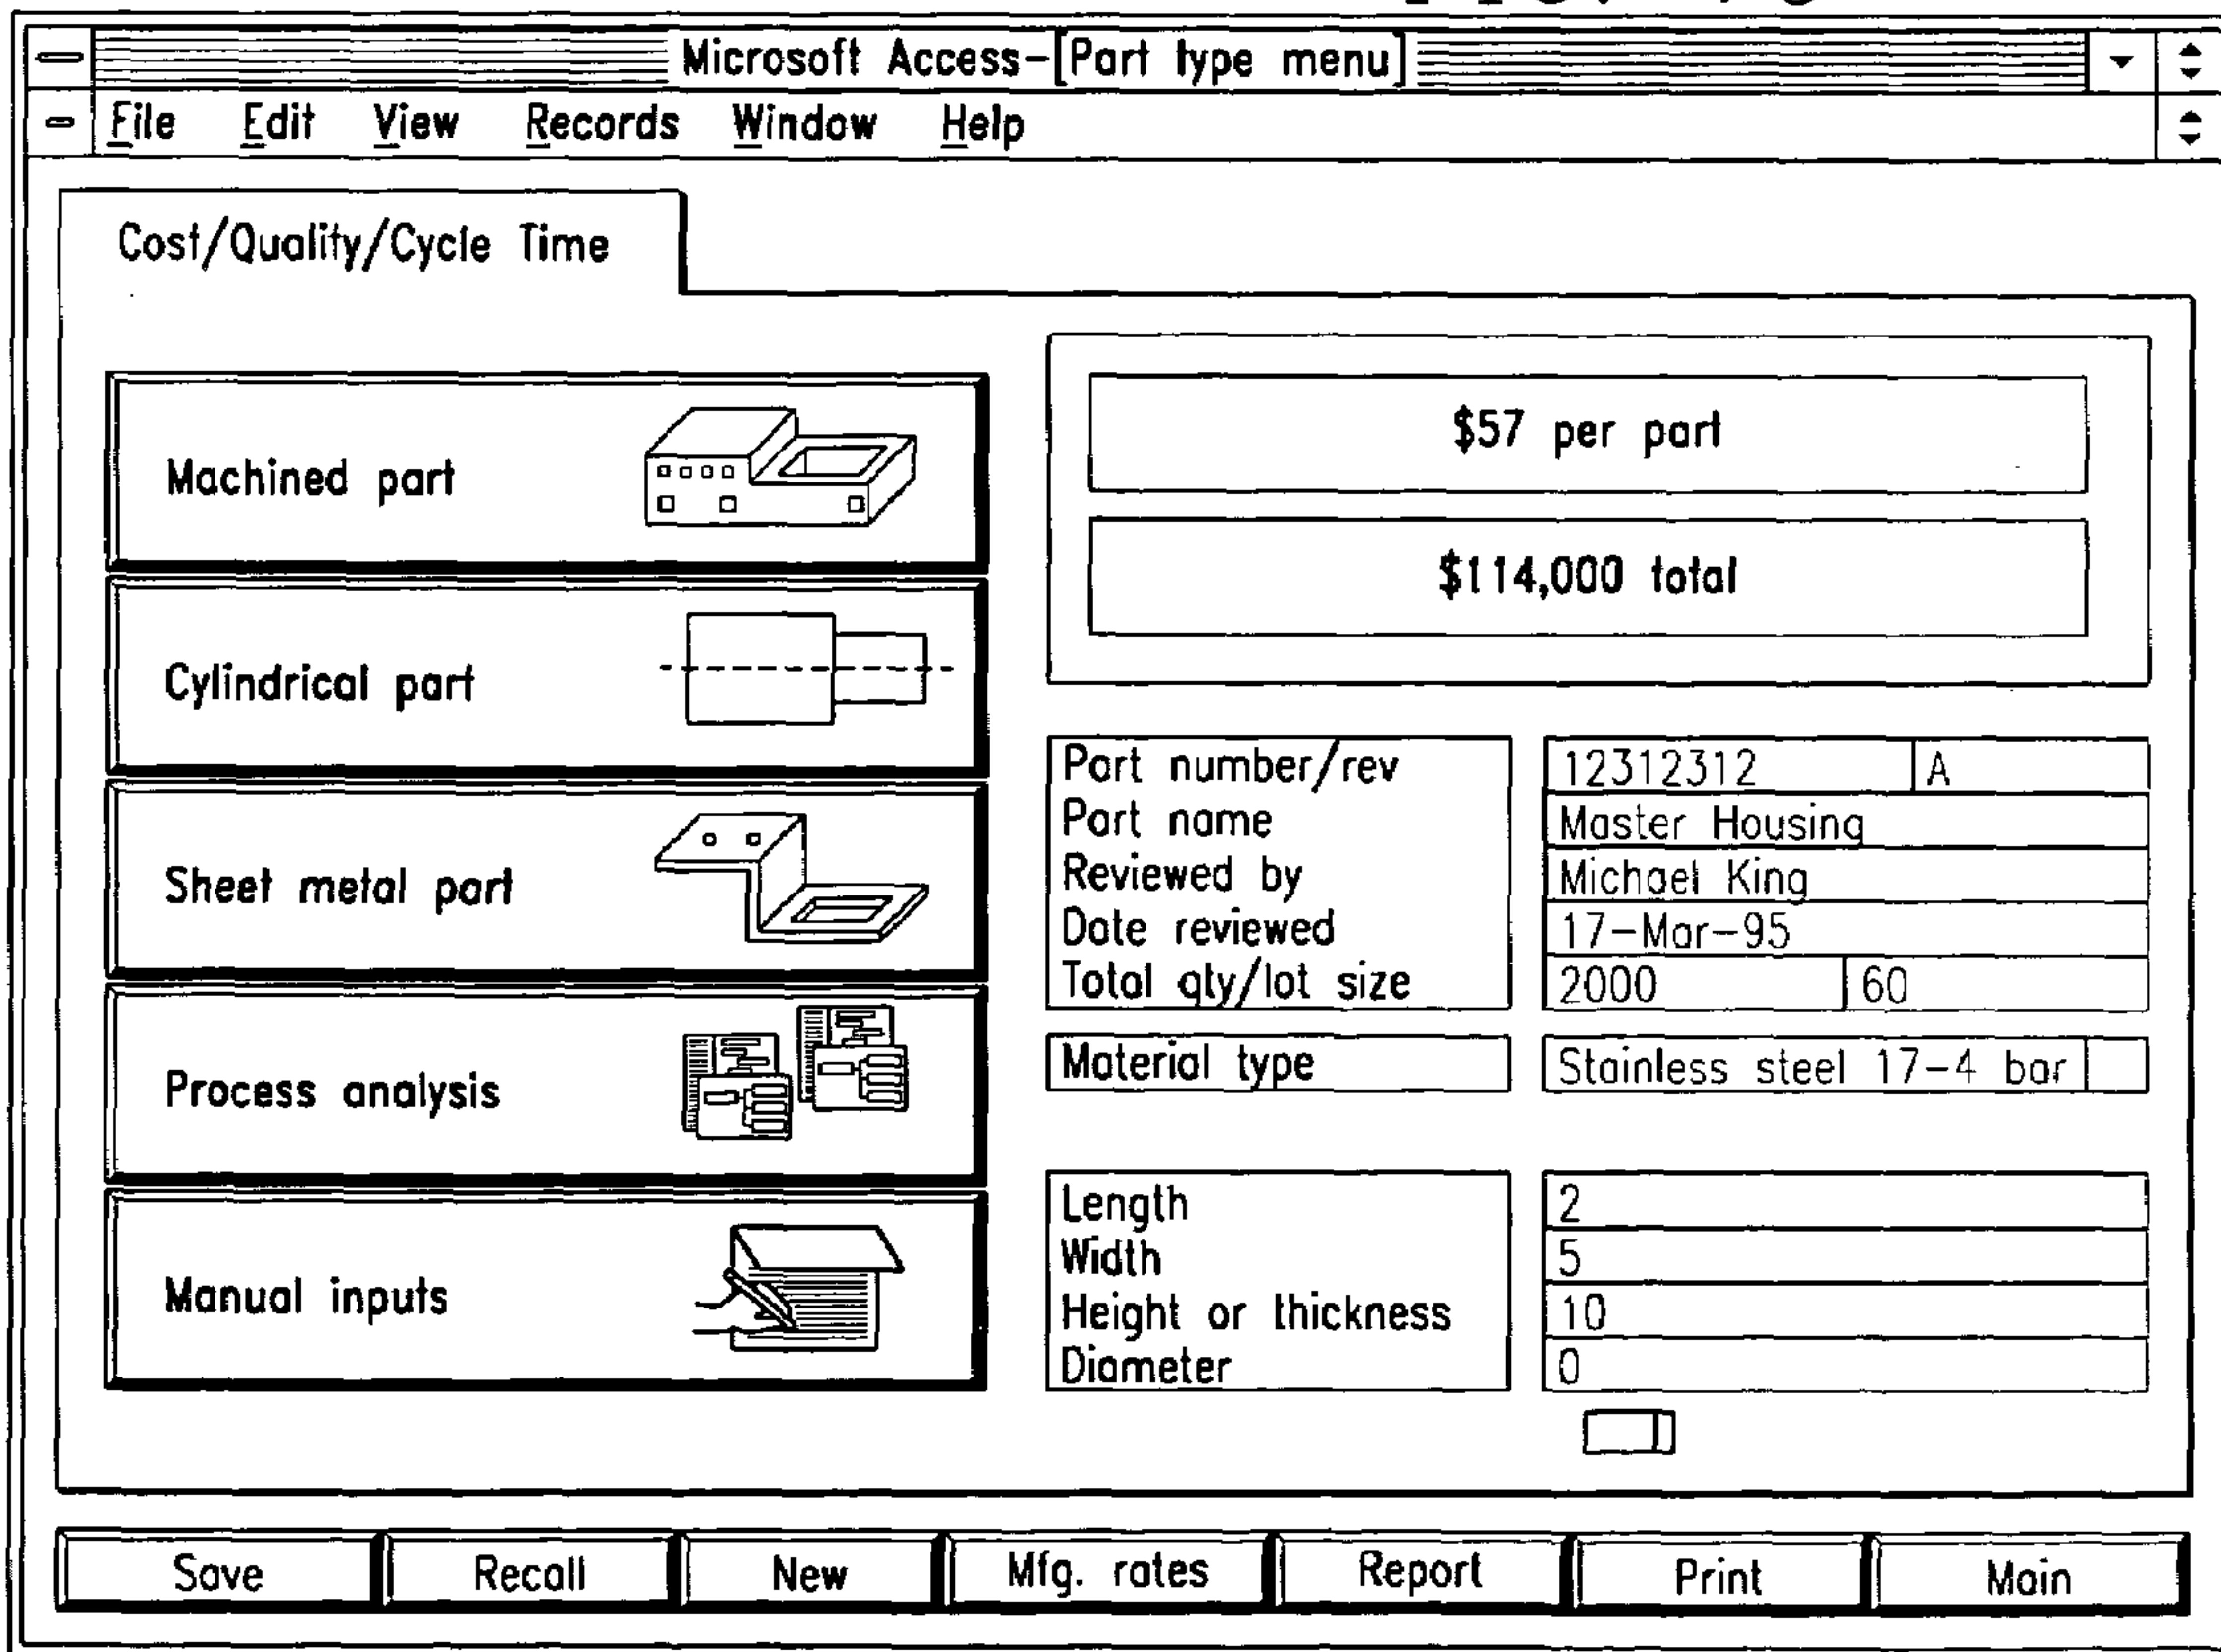 Microsoft Access-[Part type menu]
File Edit View Records Window Help
Cost/Quality/Cycle Time
Machined part
Cylindrical part
Sheet metal part
Process analysis
Manual inputs
$57 per part
$114,000 total
Part number/rev 12312312 A
Part name Master Housing
Reviewed by Michael King
Date reviewed 17-Mar-95
Total qty/lot size 2000 60
Material type Stainless steel 17-4 bar
Length 2
Width 5
Height or thickness 10
Diameter 0
Save Recall New Mfg. rates Report Print Main